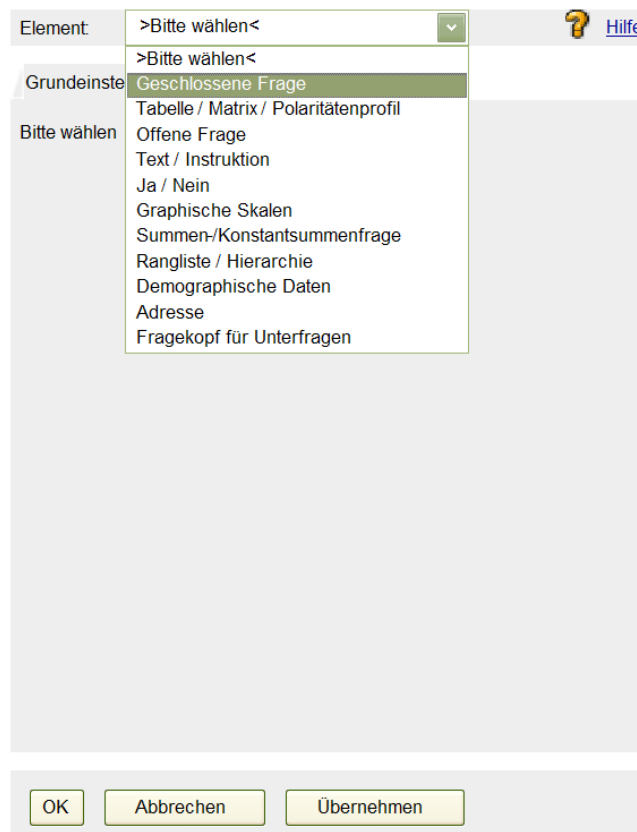 Element: >Bitte wählen< Hilfe
>Bitte wählen<
Grundeinste Geschlossene Frage
Tabelle / Matrix / Polaritätenprofil
Bitte wählen Offene Frage
Text / Instruktion
Ja / Nein
Graphische Skalen
Summen-/Konstantsummenfrage
Rangliste / Hierarchie
Demographische Daten
Adresse
Fragekopf für Unterfragen
OK Abbrechen Übernehmen